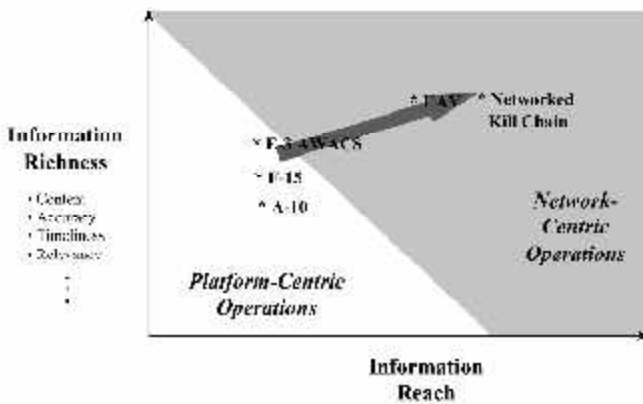 Information
Richness
• Content
• Accuracy
• Timeliness
• Relevance
* UAV
* Networked
Kill Chain
* E-3 AWACS
* F-15
* A-10
Network-
Centric
Operations
Platform-Centric
Operations
Information
Reach